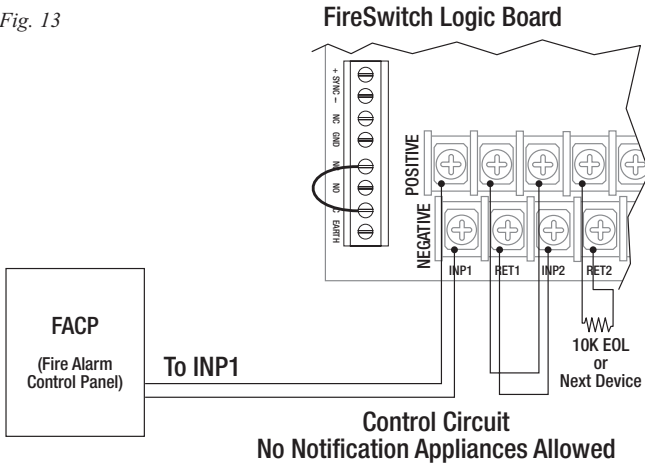 Fig. 13
FireSwitch Logic Board
+ SYNC –
NC
GND
NO
EARTH
POSITIVE
NEGATIVE
INP1
RET1
INP2
RET2
FACP
(Fire Alarm
Control Panel)
To INP1
10K EOL
or
Next Device
Control Circuit
No Notification Appliances Allowed